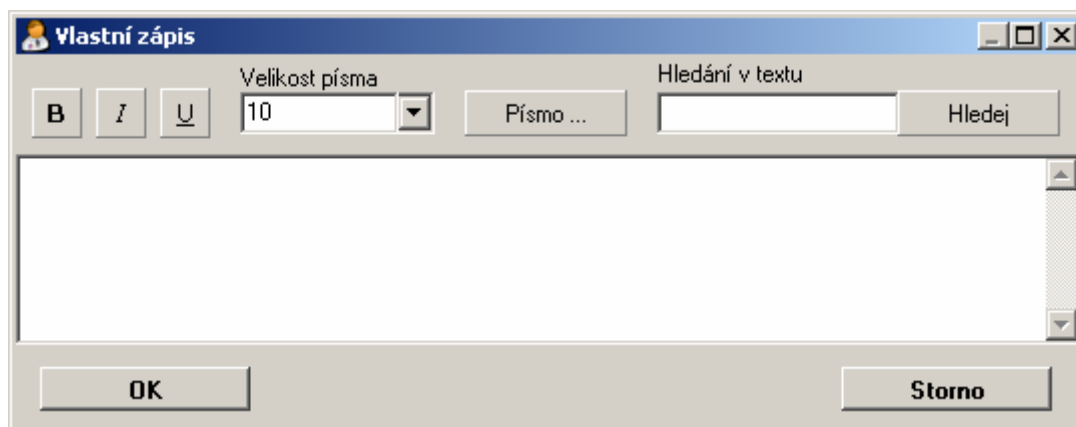 Vlastní zápis
Velikost písma
Hledání v textu
B I U 10 Písmo ... Hledej
OK Storno